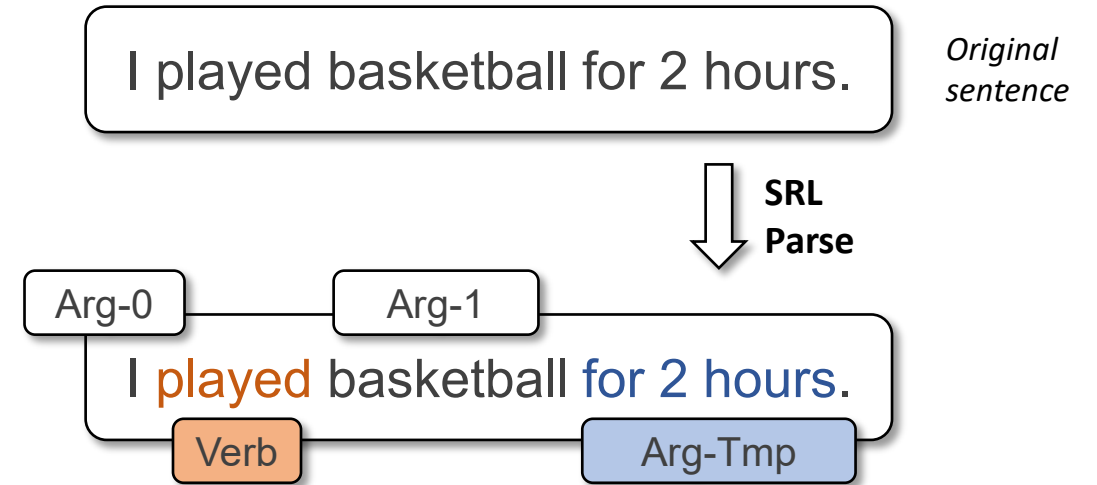 I played basketball for 2 hours.
Original
sentence
SRL
Parse
Arg-0
Arg-1
I played basketball for 2 hours.
Verb
Arg-Tmp